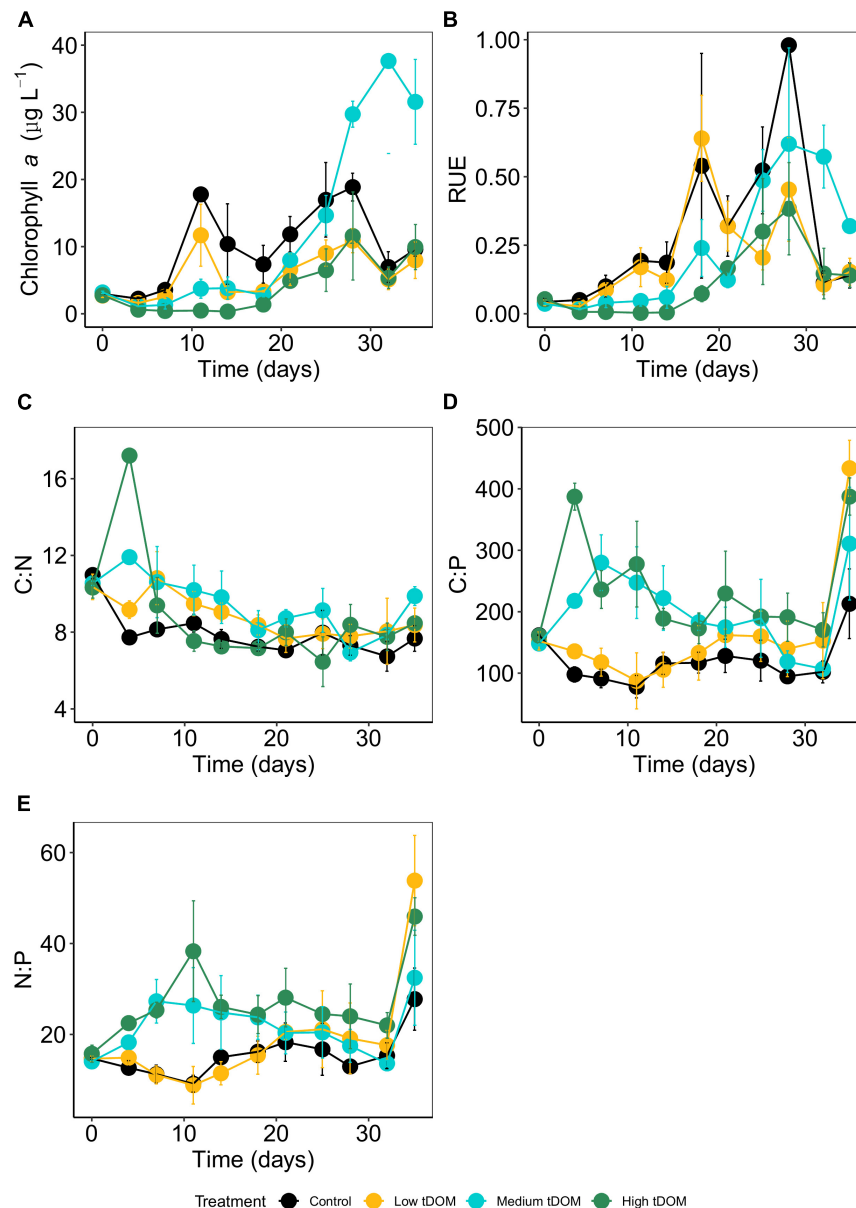 A
Chlorophyll a (μg L⁻¹)
40
30
20
10
0
0 10 20 30
Time (days)
B
RUE
1.00
0.75
0.50
0.25
0.00
0 10 20 30
Time (days)
C
C:N
16
12
8
4
0 10 20 30
Time (days)
D
C:P
500
400
300
200
100
0 10 20 30
Time (days)
E
N:P
60
40
20
0 10 20 30
Time (days)
Treatment Control Low tDOM Medium tDOM High tDOM